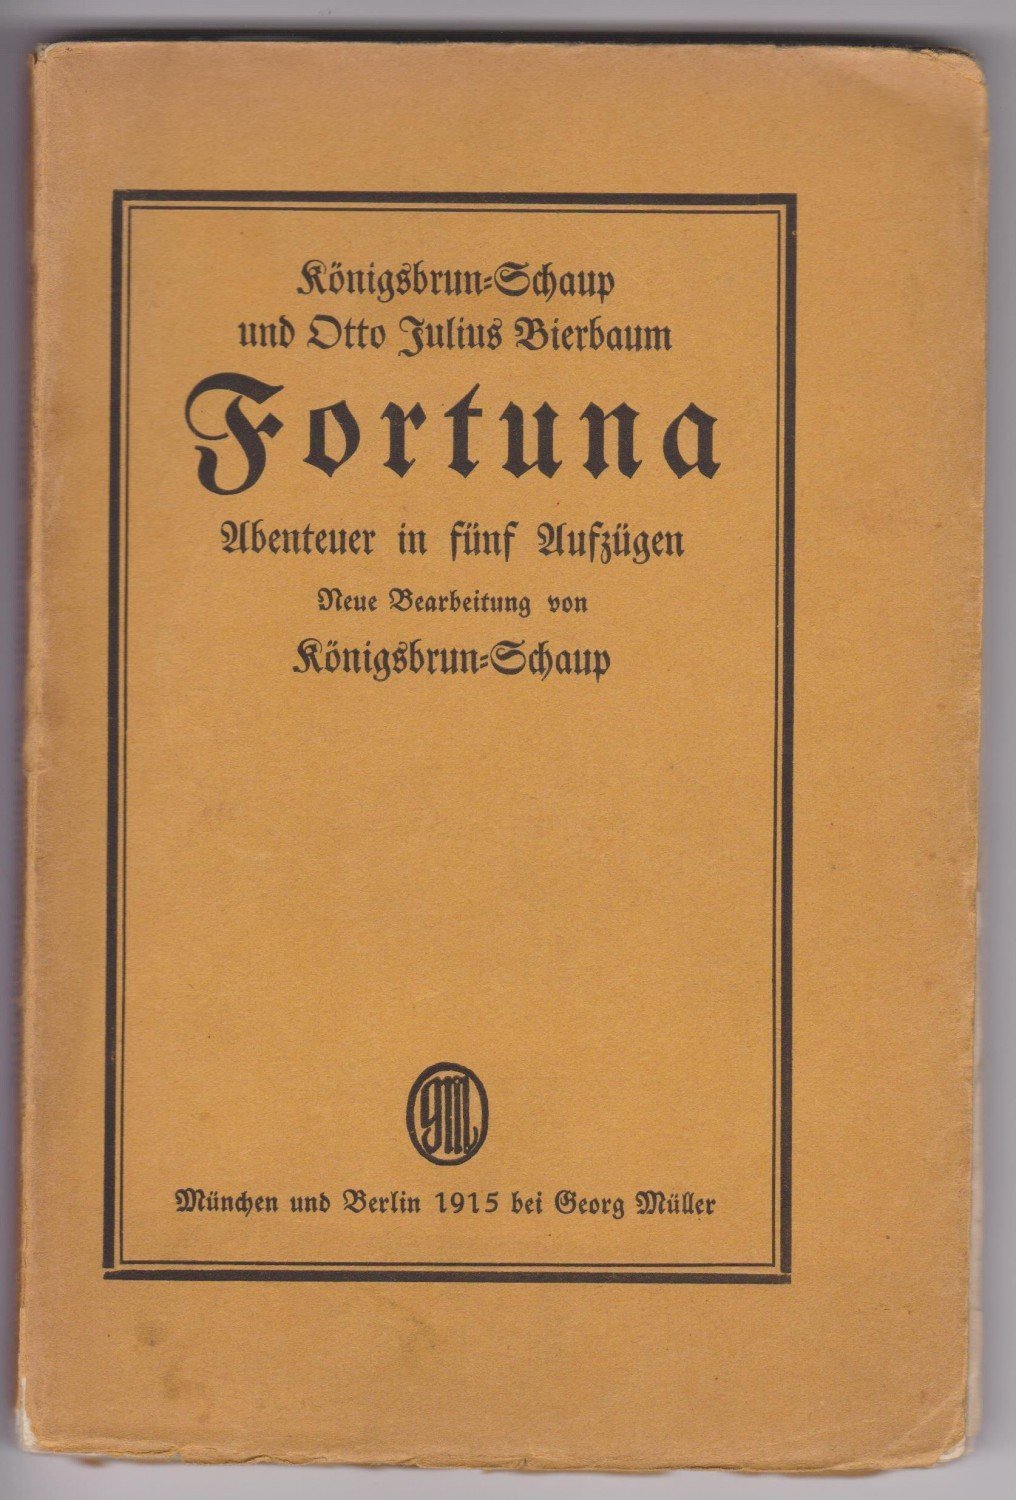 Königsbrun-Schaup
und Otto Julius Bierbaum
Fortuna
Abenteuer in fünf Aufzügen
Neue Bearbeitung von
Königsbrun-Schaup
GM
München und Berlin 1915 bei Georg Müller